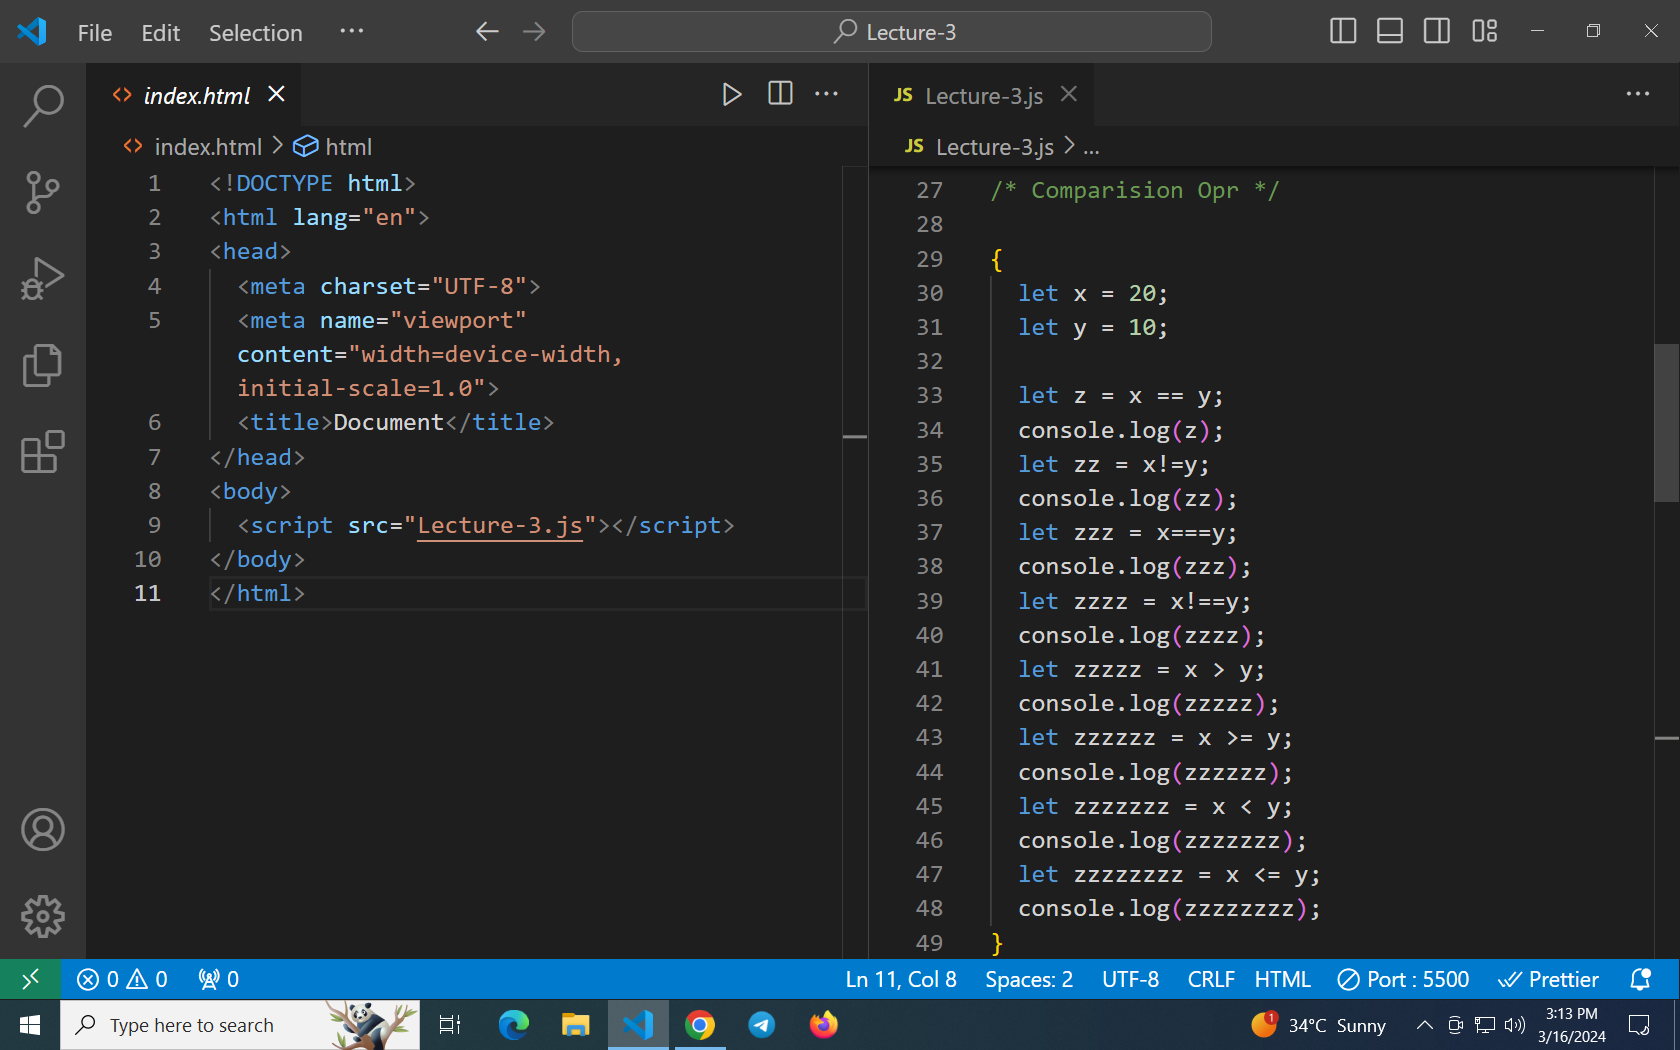 File Edit Selection ··· Lecture-3
index.html
index.html > html
1 <!DOCTYPE html>
2 <html lang="en">
3 <head>
4 <meta charset="UTF-8">
5 <meta name="viewport"
content="width=device-width,
initial-scale=1.0">
6 <title>Document</title>
7 </head>
8 <body>
9 <script src="Lecture-3.js"></script>
10 </body>
11 </html>
JS Lecture-3.js
JS Lecture-3.js > ...
27 /* Comparision Opr */
28
29 {
30 let x = 20;
31 let y = 10;
32
33 let z = x == y;
34 console.log(z);
35 let zz = x!=y;
36 console.log(zz);
37 let zzz = x===y;
38 console.log(zzz);
39 let zzzz = x!==y;
40 console.log(zzzz);
41 let zzzzz = x > y;
42 console.log(zzzzz);
43 let zzzzzz = x >= y;
44 console.log(zzzzzz);
45 let zzzzzzz = x < y;
46 console.log(zzzzzzz);
47 let zzzzzzzz = x <= y;
48 console.log(zzzzzzzz);
49 }
0 0 0 Ln 11, Col 8 Spaces: 2 UTF-8 CRLF HTML Port : 5500 Prettier
Type here to search 1 34°C Sunny 3:13 PM
3/16/2024